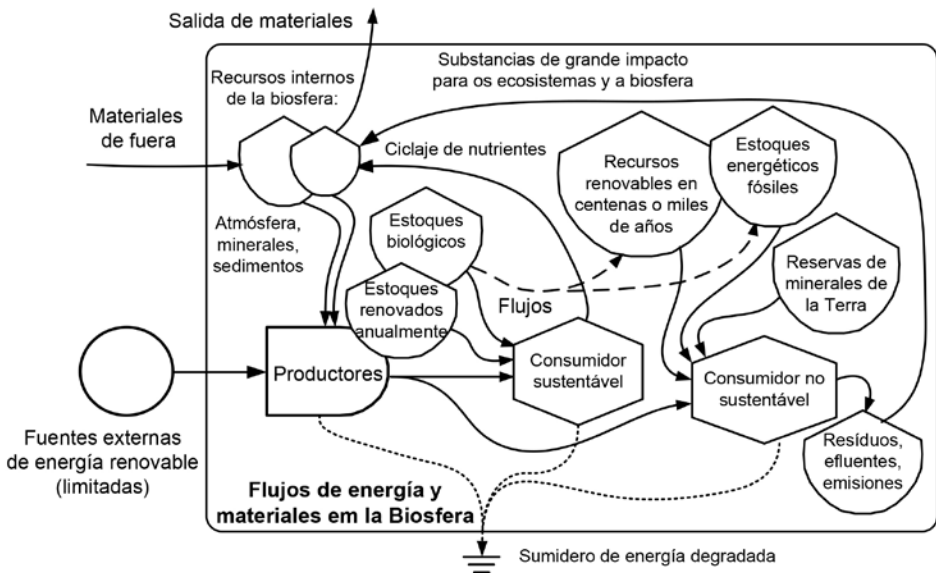 Salida de materiales
Substancias de grande impacto
para os ecosistemas y a biosfera
Recursos internos
de la biosfera:
Materiales
de fuera
Ciclaje de nutrientes
Recursos
renovables en
centenas o miles
de años
Estoques
energéticos
fósiles
Atmósfera,
minerales,
sedimentos
Estoques
biológicos
Reservas de
minerales de
la Terra
Estoques
renovados
anualmente
Flujos
Productores
Consumidor
sustentável
Consumidor no
sustentável
Fuentes externas
de energía renovable
(limitadas)
Resíduos,
efluentes,
emisiones
Flujos de energía y
materiales em la Biosfera
Sumidero de energía degradada